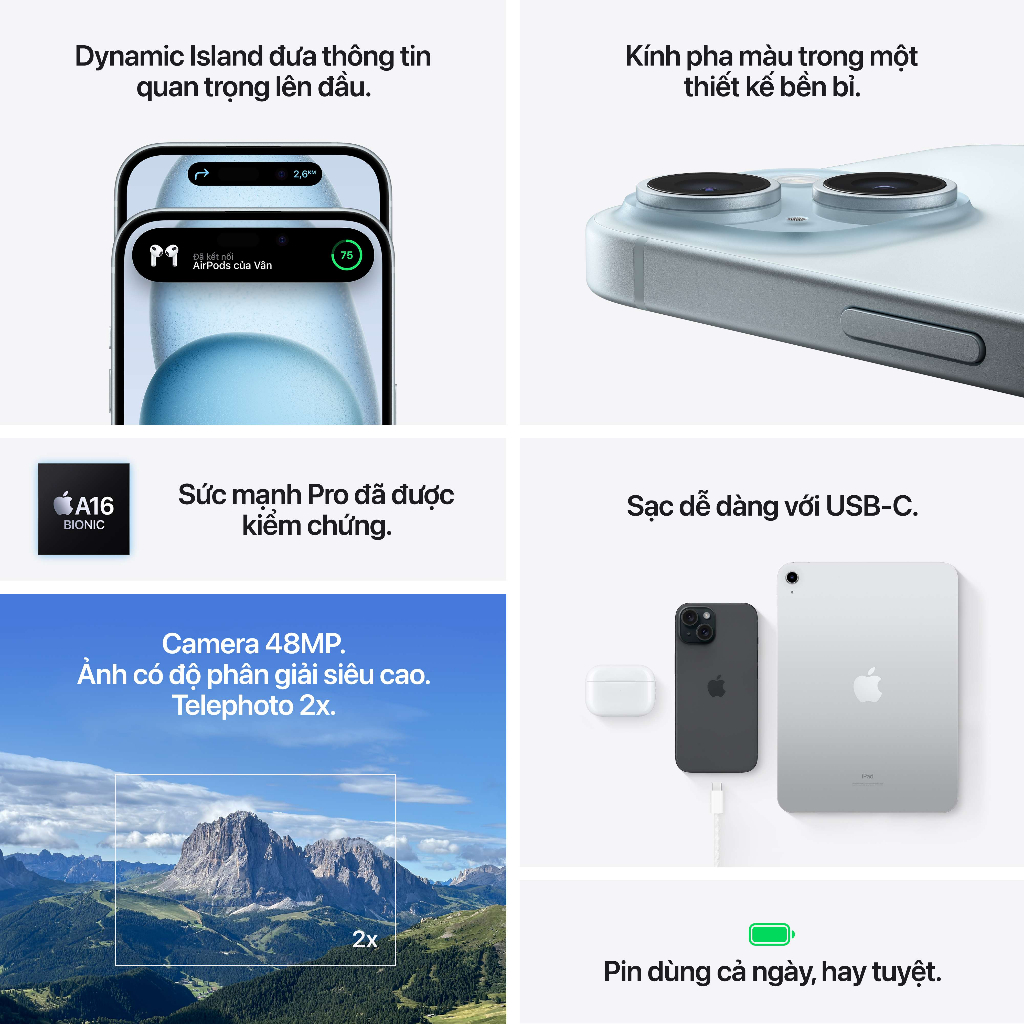 Dynamic Island đưa thông tin
quan trọng lên đầu.
2,6KM
Đã kết nối
AirPods của Vân
75
Kính pha màu trong một
thiết kế bền bỉ.
A16
BIONIC
Sức mạnh Pro đã được
kiểm chứng.
Sạc dễ dàng với USB-C.
iPad
Camera 48MP.
Ảnh có độ phân giải siêu cao.
Telephoto 2x.
2x
Pin dùng cả ngày, hay tuyệt.